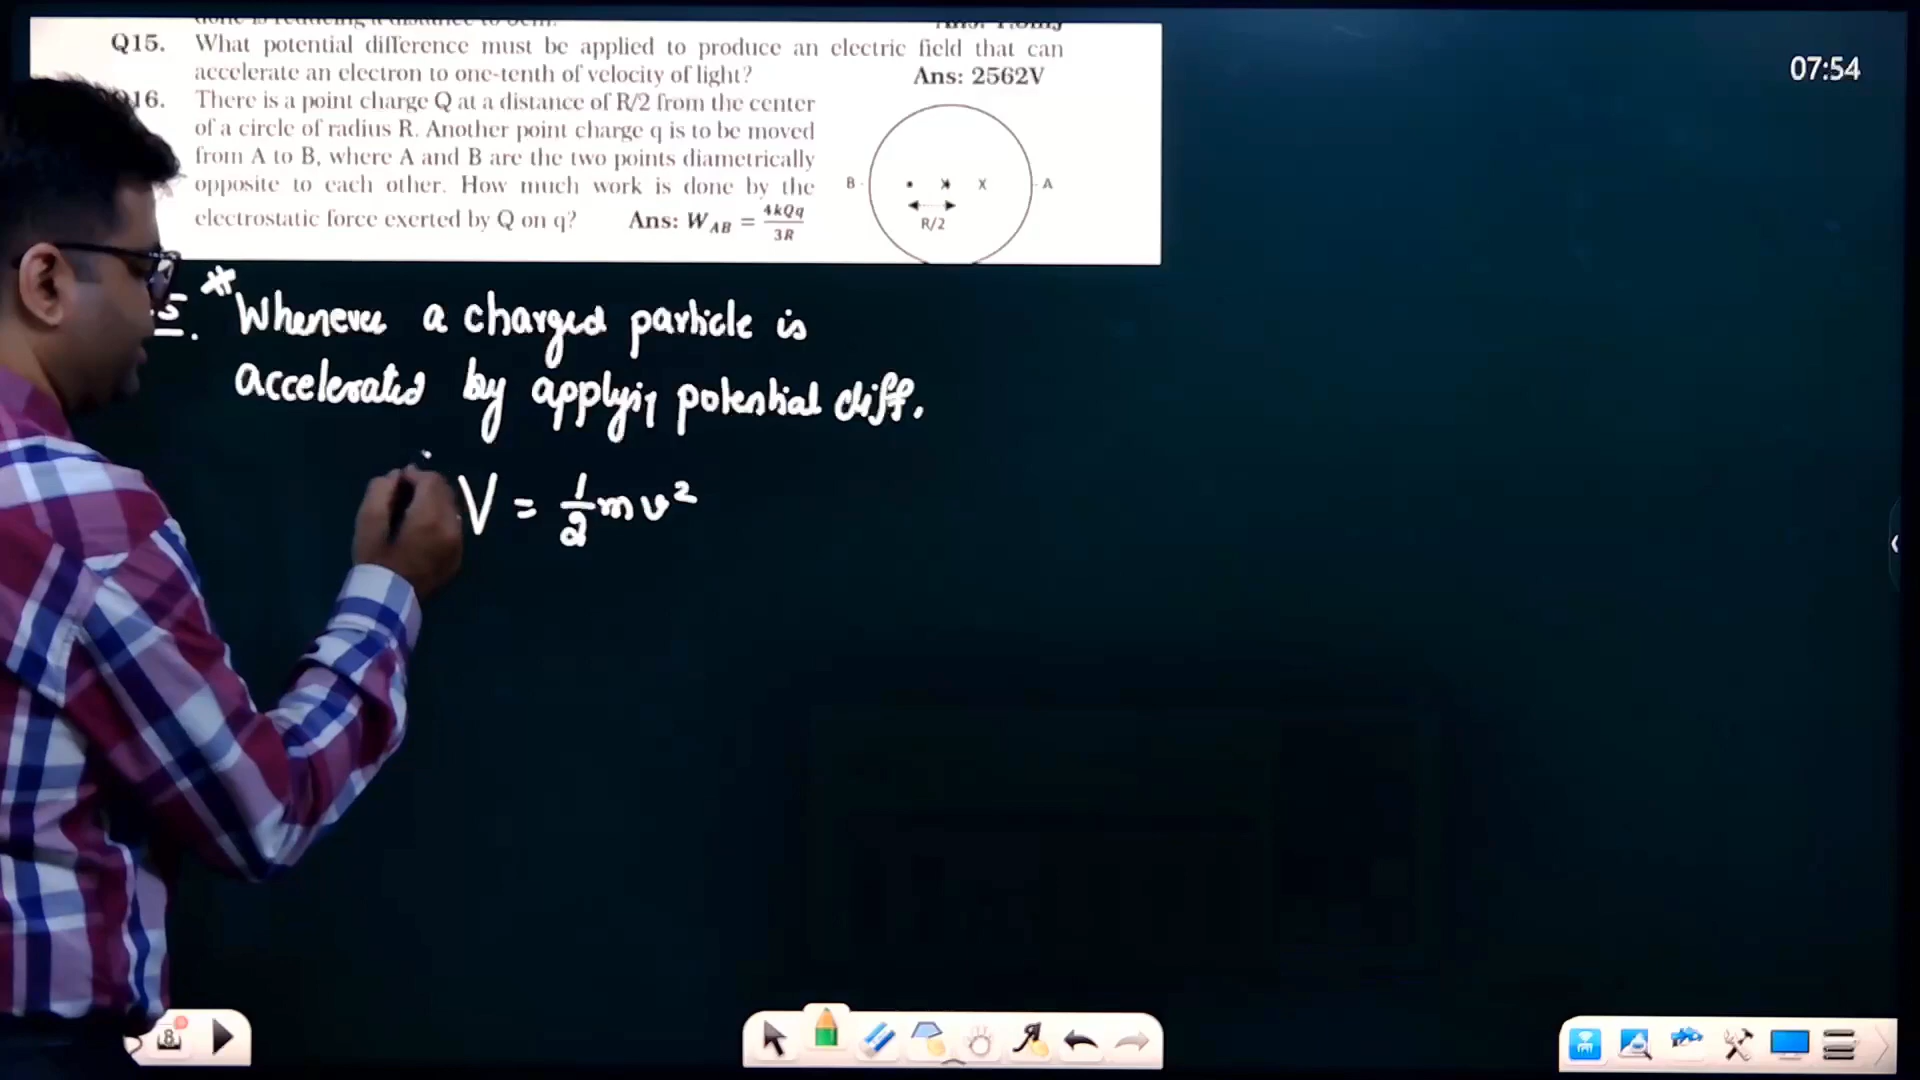 Q15. What potential difference must be applied to produce an electric field that can
accelerate an electron to one-tenth of velocity of light? Ans: 2562V
16. There is a point charge Q at a distance of R/2 from the center
of a circle of radius R. Another point charge q is to be moved
from A to B, where A and B are the two points diametrically
opposite to each other. How much work is done by the
electrostatic force exerted by Q on q? Ans: W_AB = 4kQq/3R
B x A
R/2
07:54
5. ** Whenever a charged particle is
accelerated by applying potential diff.
V = 1/2 mv²
8